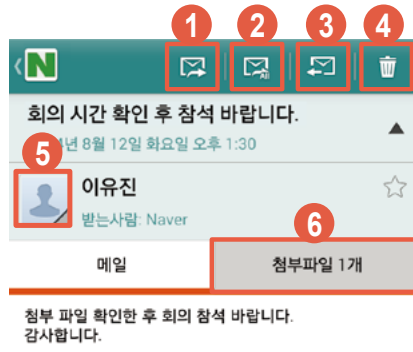 1 2 3 4
N All
회의 시간 확인 후 참석 바랍니다.
5 4년 8월 12일 화요일 오후 1:30
이유진
받는사람: Naver
6
메일 첨부파일 1개
첨부 파일 확인한 후 회의 참석 바랍니다.
감사합니다.